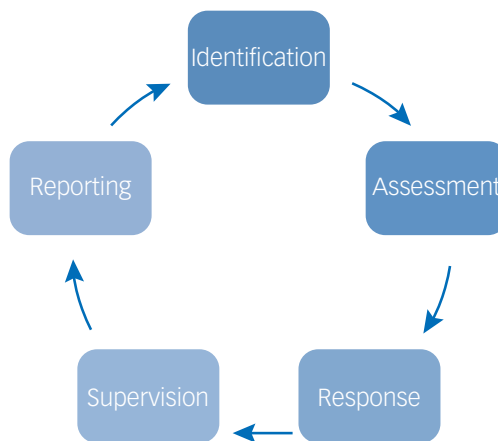 Identification
Assessment
Response
Supervision
Reporting